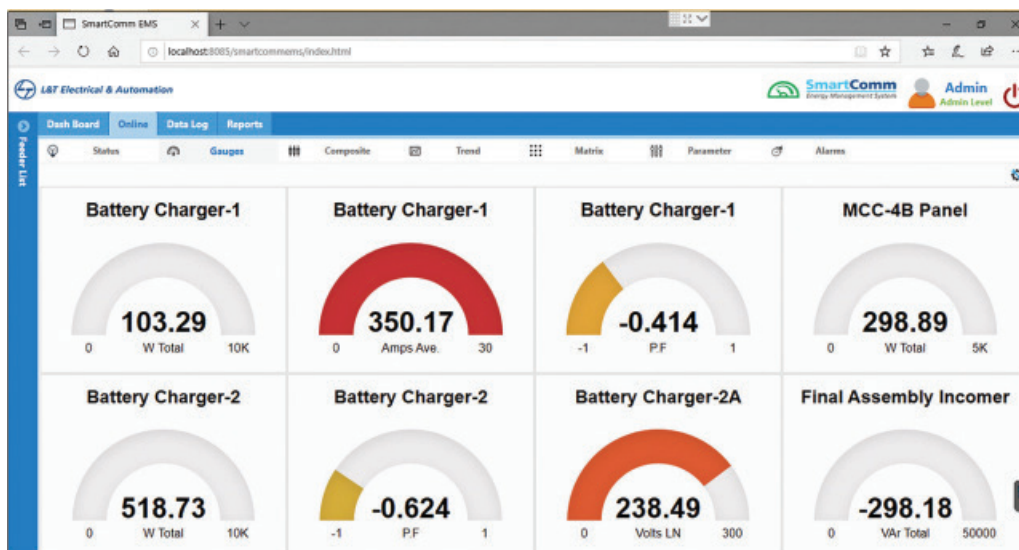 SmartComm EMS
localhost:8085/smartcommems/index.html
L&T Electrical & Automation
SmartComm
Energy Management System
Admin
Admin Level
Dash Board Online Data Log Reports
Feeder List
Status Gauges Composite Trend Matrix Parameter Alarms
Battery Charger-1 Battery Charger-1 Battery Charger-1 MCC-4B Panel
103.29 350.17 -0.414 298.89
0 W Total 10K 0 Amps Ave. 30 -1 P.F 1 0 W Total 5K
Battery Charger-2 Battery Charger-2 Battery Charger-2A Final Assembly Incomer
518.73 -0.624 238.49 -298.18
0 W Total 10K -1 P.F 1 0 Volts LN 300 0 VAr Total 50000